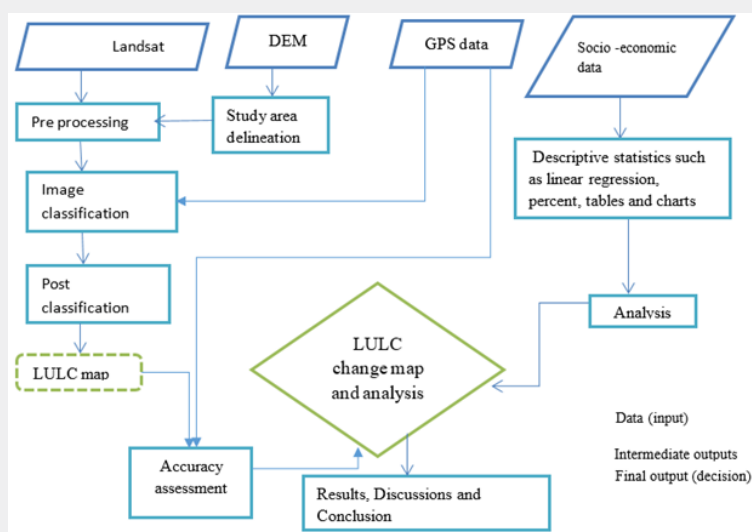 Landsat
DEM
GPS data
Socio -economic
data
Pre processing
Study area
delineation
Descriptive statistics such
as linear regression,
percent, tables and charts
Image
classification
Post
classification
Analysis
LULC map
LULC
change map
and analysis
Data (input)
Intermediate outputs
Final output (decision)
Accuracy
assessment
Results, Discussions and
Conclusion